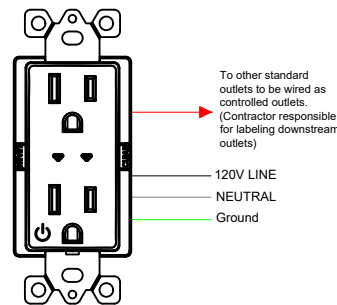 To other standard
outlets to be wired as
controlled outlets.
(Contractor responsible
for labeling downstream
outlets)
120V LINE
NEUTRAL
Ground